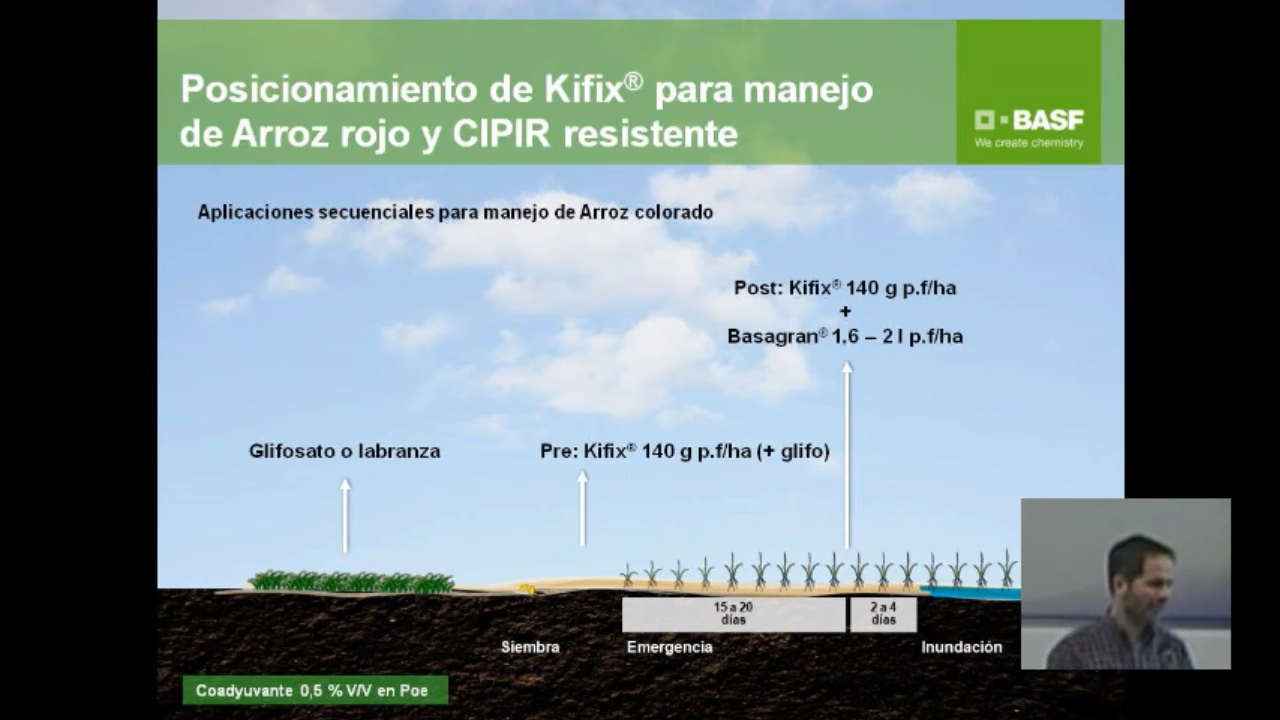 Posicionamiento de Kifix® para manejo
de Arroz rojo y CIPIR resistente
BASF
We create chemistry
Aplicaciones secuenciales para manejo de Arroz colorado
Post: Kifix® 140 g p.f/ha
+
Basagran® 1,6 – 2 l p.f/ha
Glifosato o labranza
Pre: Kifix® 140 g p.f/ha (+ glifo)
15 a 20
días
2 a 4
días
Siembra
Emergencia
Inundación
Coadyuvante 0,5 % V/V en Poe